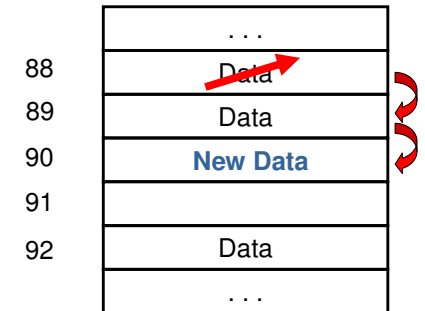 . . .
88 Data
89 Data
90 New Data
91
92 Data
. . .